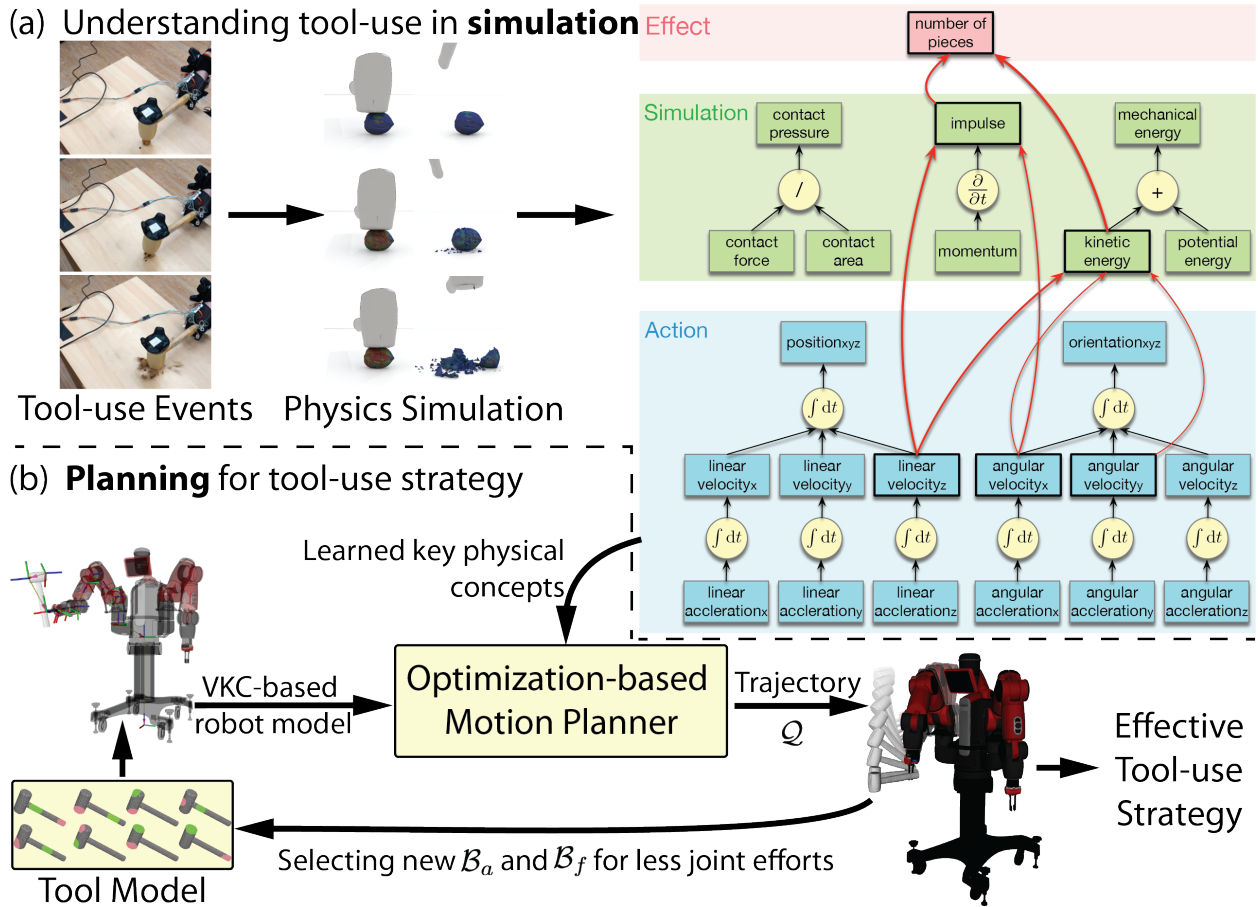 (a) Understanding tool-use in simulation
Tool-use Events
Physics Simulation
Effect
number of
pieces
Simulation
contact
pressure
impulse
mechanical
energy
/
∂
∂t
+
contact
force
contact
area
momentum
kinetic
energy
potential
energy
Action
positionxyz
orientationxyz
∫ dt
∫ dt
linear
velocityx
linear
velocityy
linear
velocityz
angular
velocityx
angular
velocityy
angular
velocityz
∫ dt
∫ dt
∫ dt
∫ dt
∫ dt
∫ dt
linear
acclerationx
linear
acclerationy
linear
acclerationz
angular
acclerationx
angular
acclerationy
angular
acclerationz
(b) Planning for tool-use strategy
Learned key physical
concepts
VKC-based
robot model
Optimization-based
Motion Planner
Trajectory
𝒬
Effective
Tool-use
Strategy
Selecting new ℬa and ℬf for less joint efforts
Tool Model